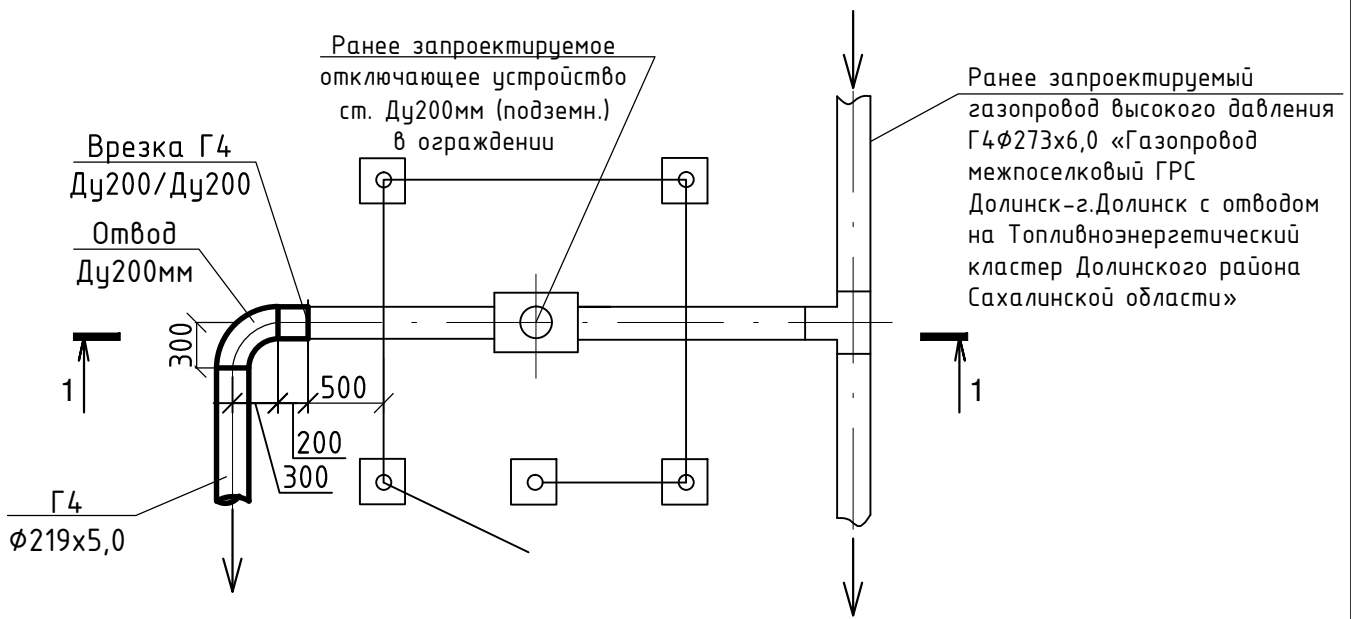 Ранее запроектируемое
отключающее устройство
ст. Ду200мм (подземн.)
в ограждении
Ранее запроектируемый
газопровод высокого давления
Г4Ф273х6,0 «Газопровод
межпоселковый ГРС
Долинск-г.Долинск с отводом
на Топливноэнергетический
кластер Долинского района
Сахалинской области»
Врезка Г4
Ду200/Ду200
Отвод
Ду200мм
300
1
500
200
300
1
Г4
Ф219х5,0